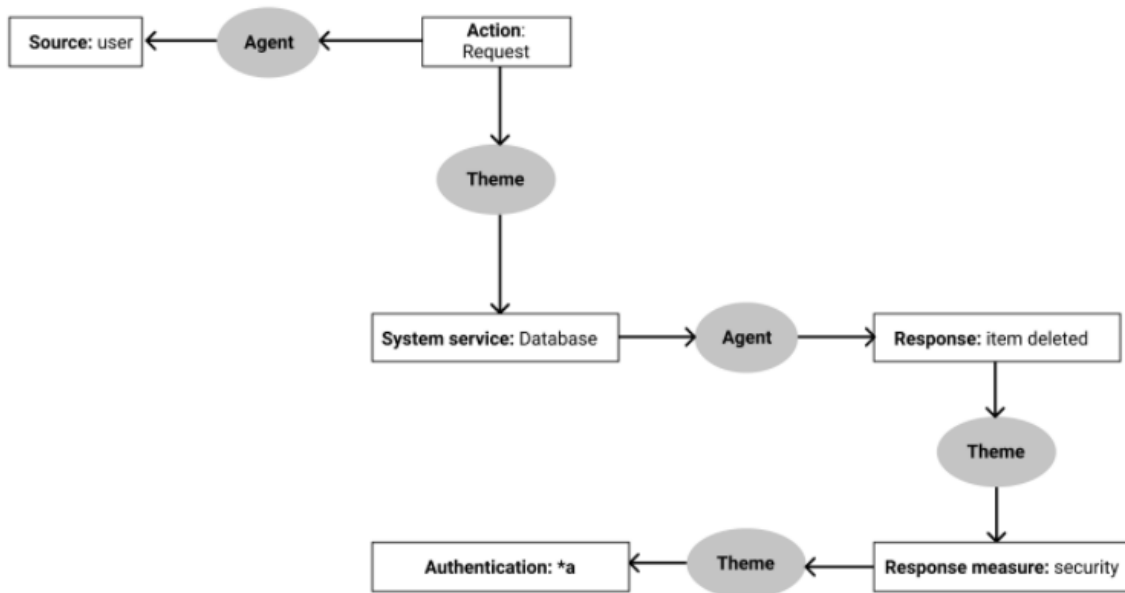 Source: user
Agent
Action:
Request
Theme
System service: Database
Agent
Response: item deleted
Theme
Authentication: *a
Theme
Response measure: security